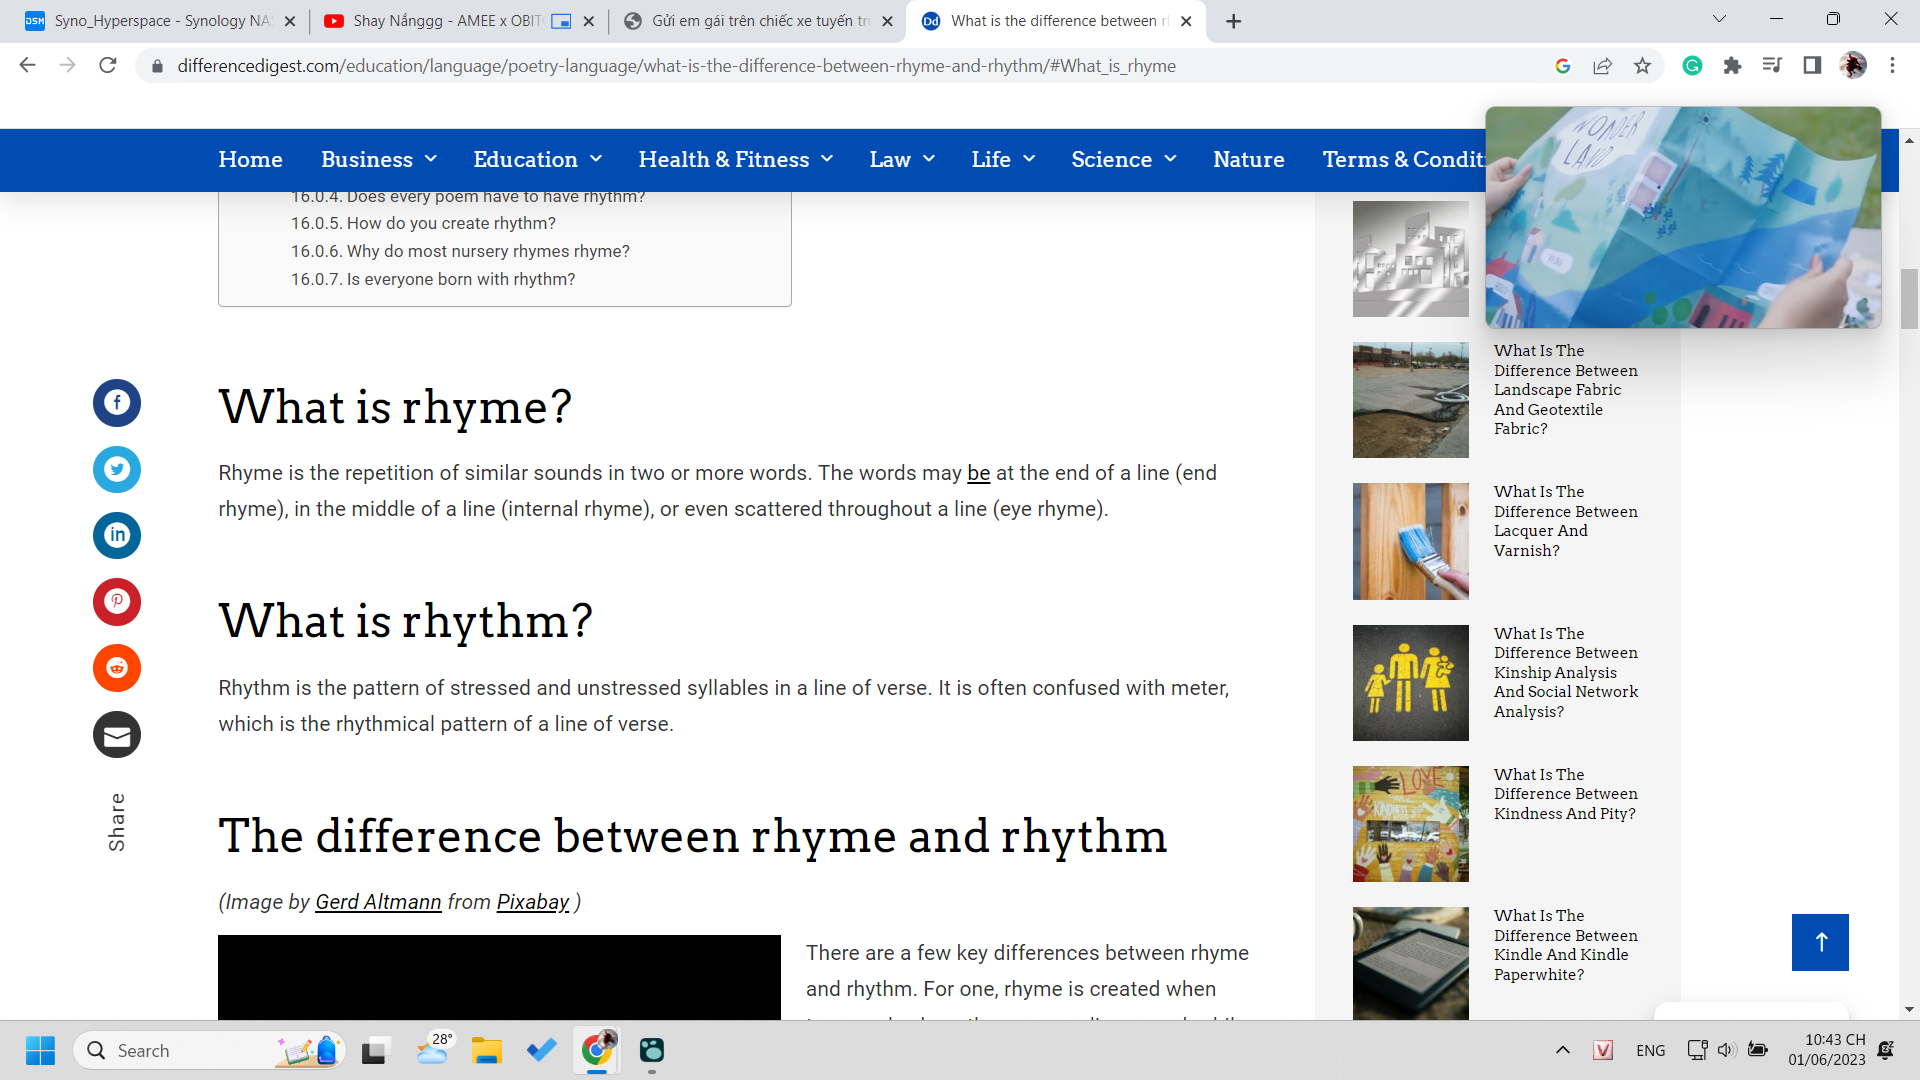 Syno_Hyperspace - Synology NAS
Shay Nắnggg - AMEE x OBITO
Gửi em gái trên chiếc xe tuyến tr
What is the difference between r
differencedigest.com/education/language/poetry-language/what-is-the-difference-between-rhyme-and-rhythm/#What_is_rhyme
Home Business Education Health & Fitness Law Life Science Nature Terms & Conditi
WONDER
LAND
16.0.4. Does every poem have to have rhythm?
16.0.5. How do you create rhythm?
16.0.6. Why do most nursery rhymes rhyme?
16.0.7. Is everyone born with rhythm?
What is rhyme?
Rhyme is the repetition of similar sounds in two or more words. The words may be at the end of a line (end
rhyme), in the middle of a line (internal rhyme), or even scattered throughout a line (eye rhyme).
What is rhythm?
Rhythm is the pattern of stressed and unstressed syllables in a line of verse. It is often confused with meter,
which is the rhythmical pattern of a line of verse.
Share
The difference between rhyme and rhythm
(Image by Gerd Altmann from Pixabay )
There are a few key differences between rhyme
and rhythm. For one, rhyme is created when
What Is The
Difference Between
Landscape Fabric
And Geotextile
Fabric?
What Is The
Difference Between
Lacquer And
Varnish?
What Is The
Difference Between
Kinship Analysis
And Social Network
Analysis?
LOVE
What Is The
Difference Between
Kindness And Pity?
What Is The
Difference Between
Kindle And Kindle
Paperwhite?
Search
28°
ENG
10:43 CH
01/06/2023